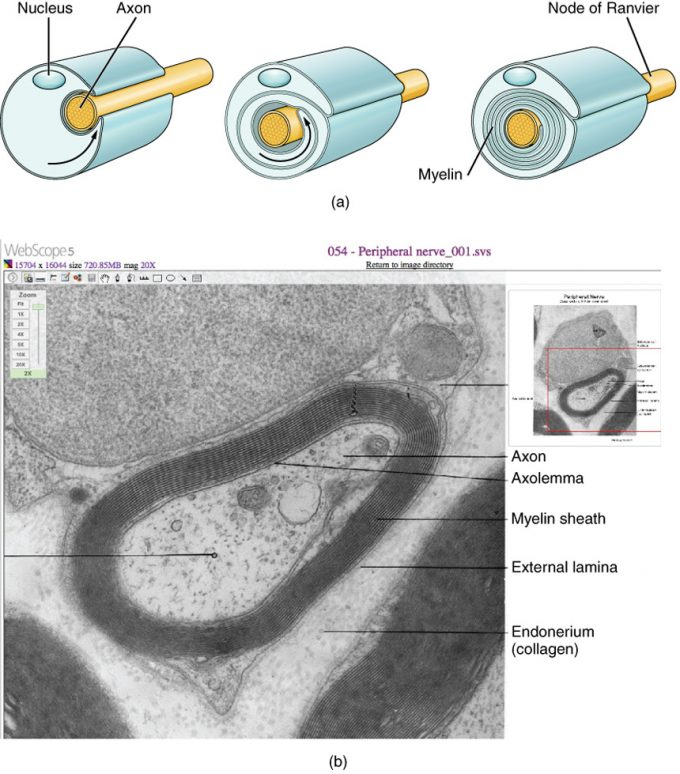 Nucleus
Axon
Node of Ranvier
Myelin
(a)
WebScope5
054 - Peripheral nerve_001.svs
15704 x 16044 size 720.85MB mag 20X
Return to image directory
Zoom
Fit
1X
2X
4X
5X
10X
20X
2X
Peripheral Nerve
Axon
Axolemma
Myelin sheath
External lamina
Endonerium
(collagen)
(b)